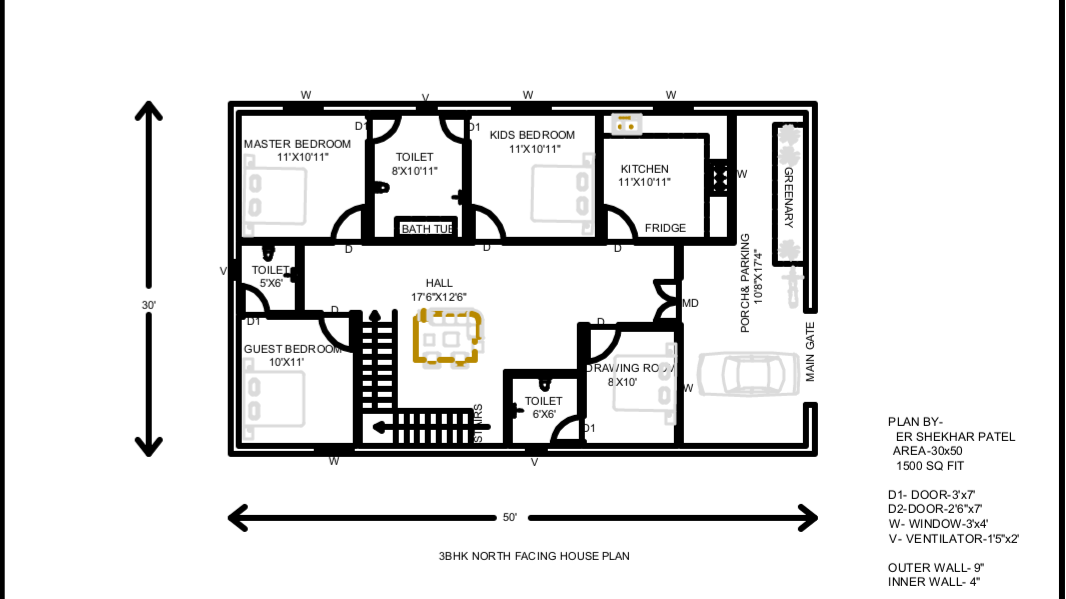 W
V
W
W
D1
D1
MASTER BEDROOM
11'X10'11"
TOILET
8'X10'11"
KIDS BEDROOM
11'X10'11"
KITCHEN
11'X10'11"
W
GREENARY
BATH TUB
FRIDGE
D
D
D
PORCH& PARKING
10'8"X17'4"
V
TOILET
5'X6'
HALL
17'6"X12'6"
30'
MD
D1
D
D
MAIN GATE
GUEST BEDROOM
10'X11'
DRAWING ROOM
8'X10'
W
TOILET
6'X6'
STAIRS
D1
W
V
PLAN BY-
ER SHEKHAR PATEL
AREA-30x50
1500 SQ FIT
D1- DOOR-3'x7'
D2-DOOR-2'6"x7'
W- WINDOW-3'x4'
V- VENTILATOR-1'5"x2'
OUTER WALL- 9"
INNER WALL- 4"
50'
3BHK NORTH FACING HOUSE PLAN